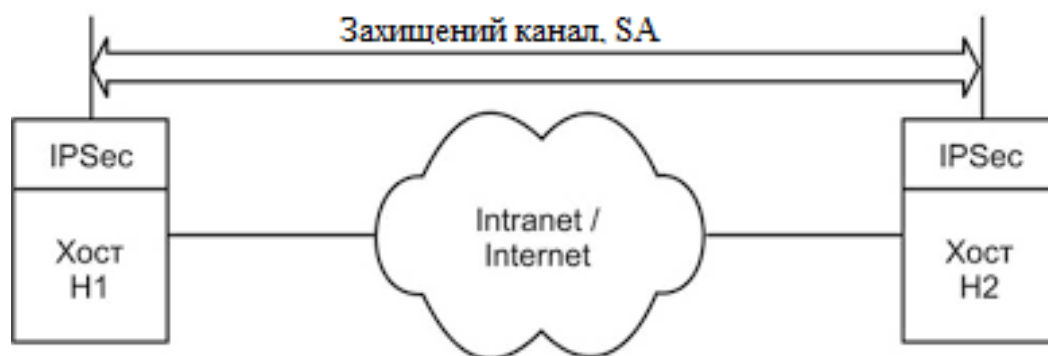 Захищений канал, SA
IPSec
Хост
H1
Intranet /
Internet
IPSec
Хост
H2